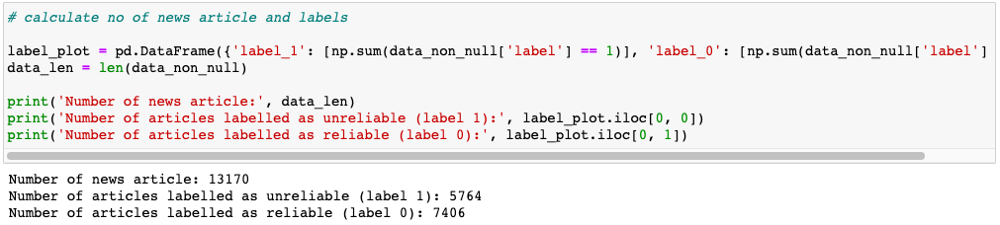 # calculate no of news article and labels
label_plot = pd.DataFrame({'label_1': [np.sum(data_non_null['label'] == 1)], 'label_0': [np.sum(data_non_null['label']
data_len = len(data_non_null)
print('Number of news article:', data_len)
print('Number of articles labelled as unreliable (label 1):', label_plot.iloc[0, 0])
print('Number of articles labelled as reliable (label 0):', label_plot.iloc[0, 1])
Number of news article: 13170
Number of articles labelled as unreliable (label 1): 5764
Number of articles labelled as reliable (label 0): 7406